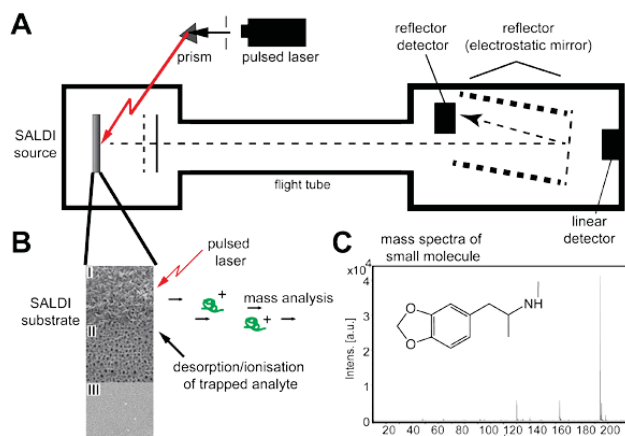 A
prism
pulsed laser
reflector
detector
reflector
(electrostatic mirror)
SALDI
source
flight tube
linear
detector
B
pulsed
laser
I
II
III
SALDI
substrate
+
+
mass analysis
desorption/ionisation
of trapped analyte
C
mass spectra of
small molecule
x10⁴
4
3
2
1
0
Intens. [a.u.]
O
O
NH
20 40 60 80 100 120 140 160 180 200